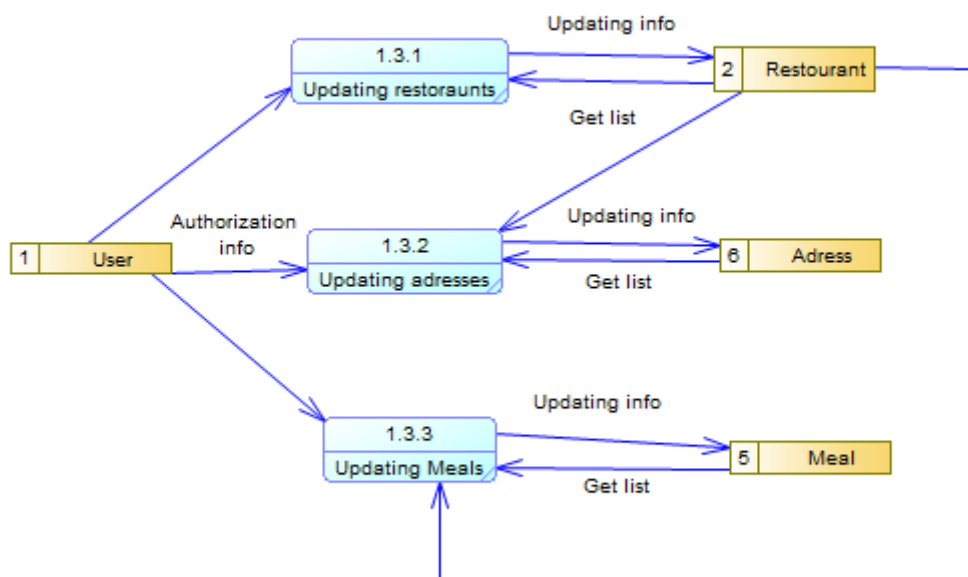 Updating info
1.3.1
Updating restoraunts
2 Restourant
Get list
Authorization
info
Updating info
1 User
1.3.2
Updating adresses
6 Adress
Get list
Updating info
1.3.3
Updating Meals
5 Meal
Get list